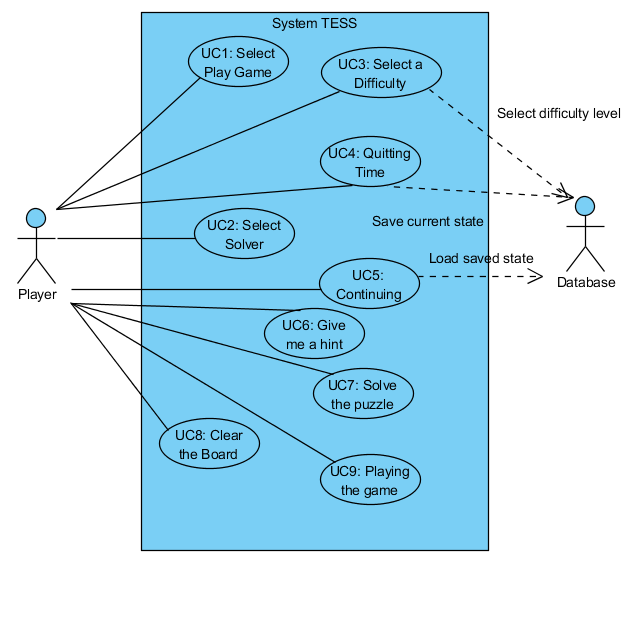 System TESS
UC1: Select
Play Game
UC3: Select a
Difficulty
Select difficulty level
UC4: Quitting
Time
UC2: Select
Solver
Save current state
Load saved state
UC5:
Continuing
Player
Database
UC6: Give
me a hint
UC7: Solve
the puzzle
UC8: Clear
the Board
UC9: Playing
the game